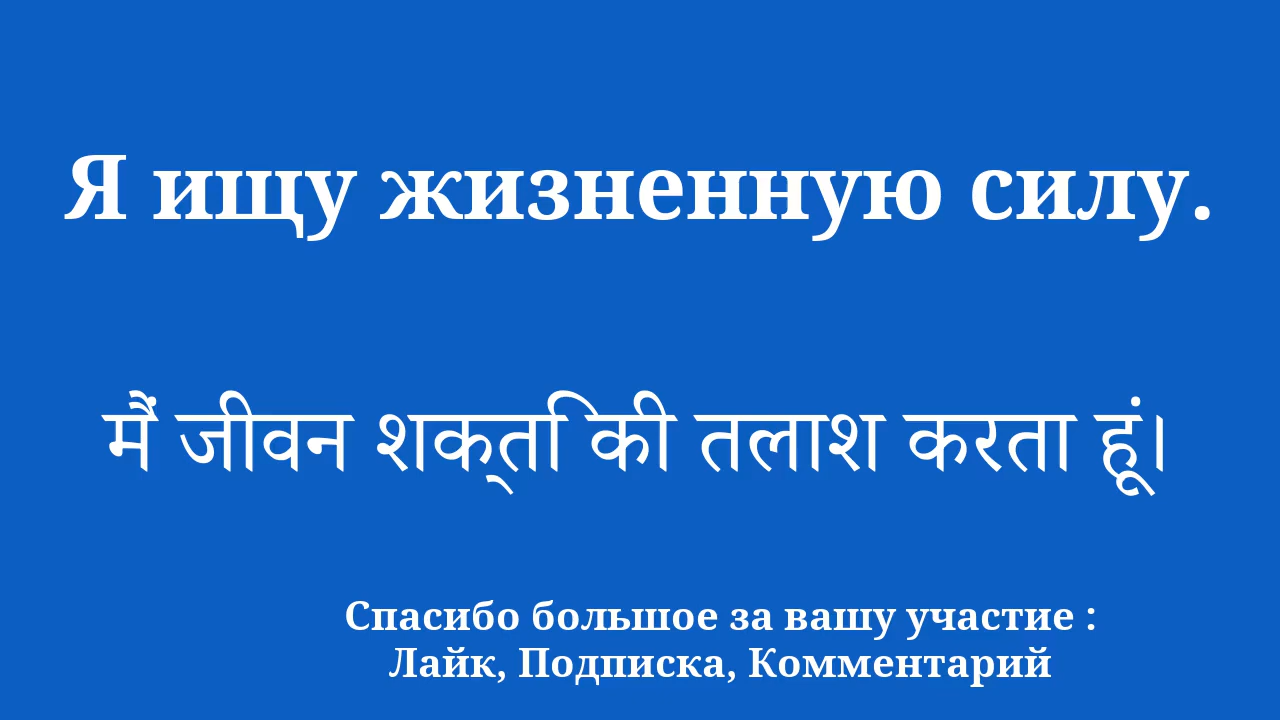 Я ищу жизненную силу.
मैं जीवन शक्ति की तलाश करता हूं।
Спасибо большое за вашу участие :
Лайк, Подписка, Комментарий